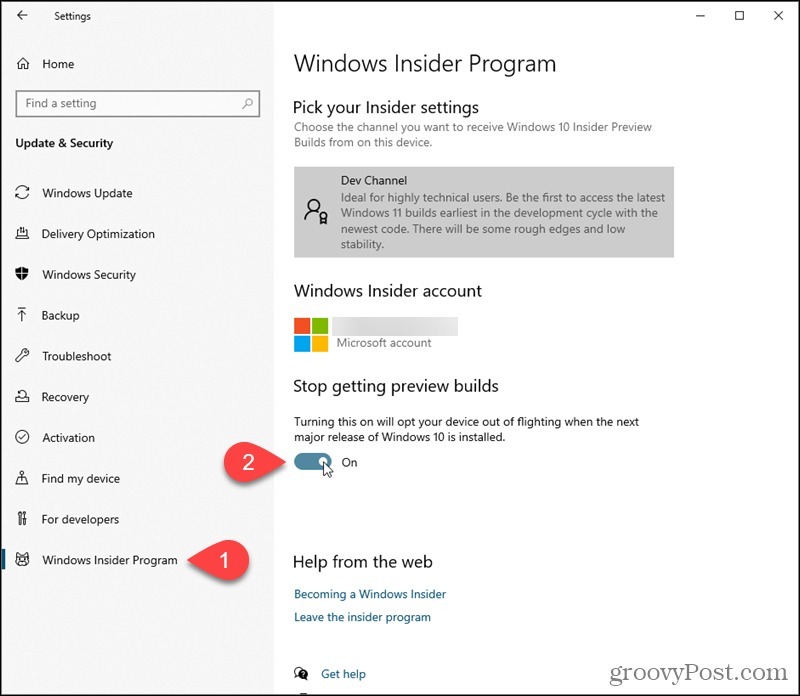 Settings
Home
Find a setting
Update & Security
Windows Update
Delivery Optimization
Windows Security
Backup
Troubleshoot
Recovery
Activation
Find my device
For developers
Windows Insider Program
1
Windows Insider Program
Pick your Insider settings
Choose the channel you want to receive Windows 10 Insider Preview
Builds from on this device.
Dev Channel
Ideal for highly technical users. Be the first to access the latest
Windows 11 builds earliest in the development cycle with the
newest code. There will be some rough edges and low
stability.
Windows Insider account
Microsoft account
Stop getting preview builds
Turning this on will opt your device out of flighting when the next
major release of Windows 10 is installed.
2
On
Help from the web
Becoming a Windows Insider
Leave the insider program
Get help
groovyPost.com